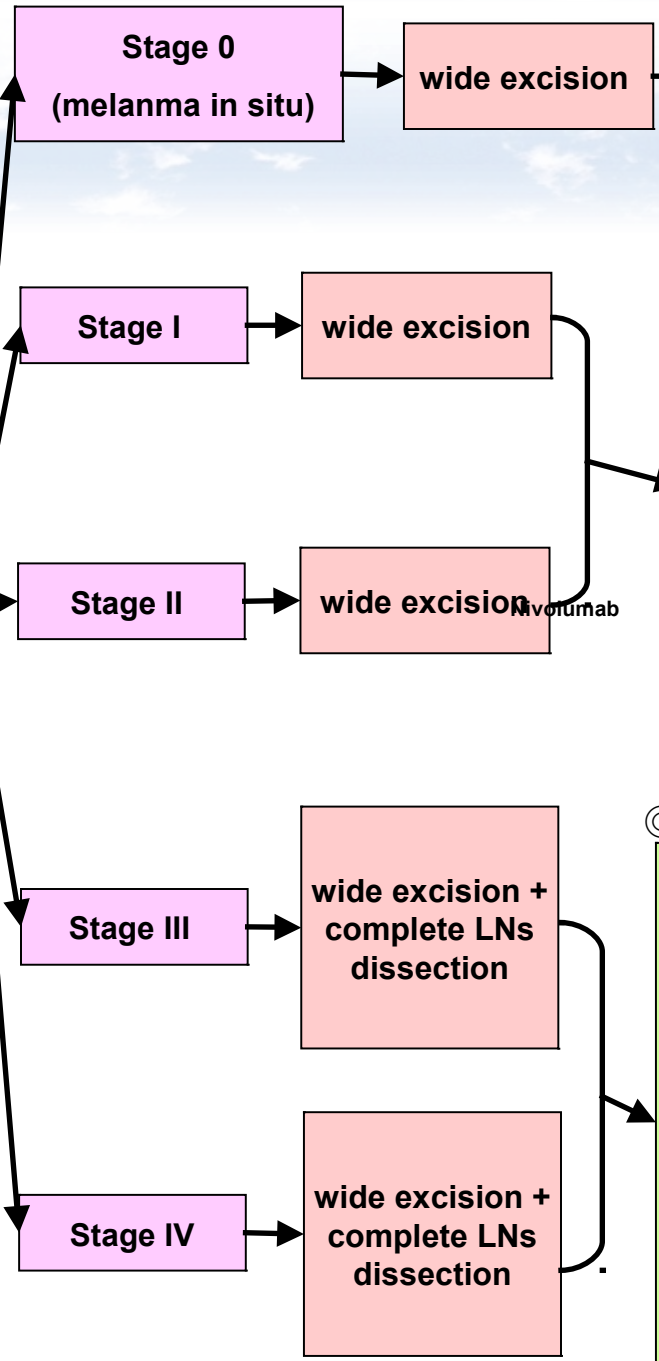 Stage 0
(melanma in situ)
wide excision
Stage I
wide excision
Stage II
wide excision
Nivolumab
Stage III
wide excision +
complete LNs
dissection
Stage IV
wide excision +
complete LNs
dissection